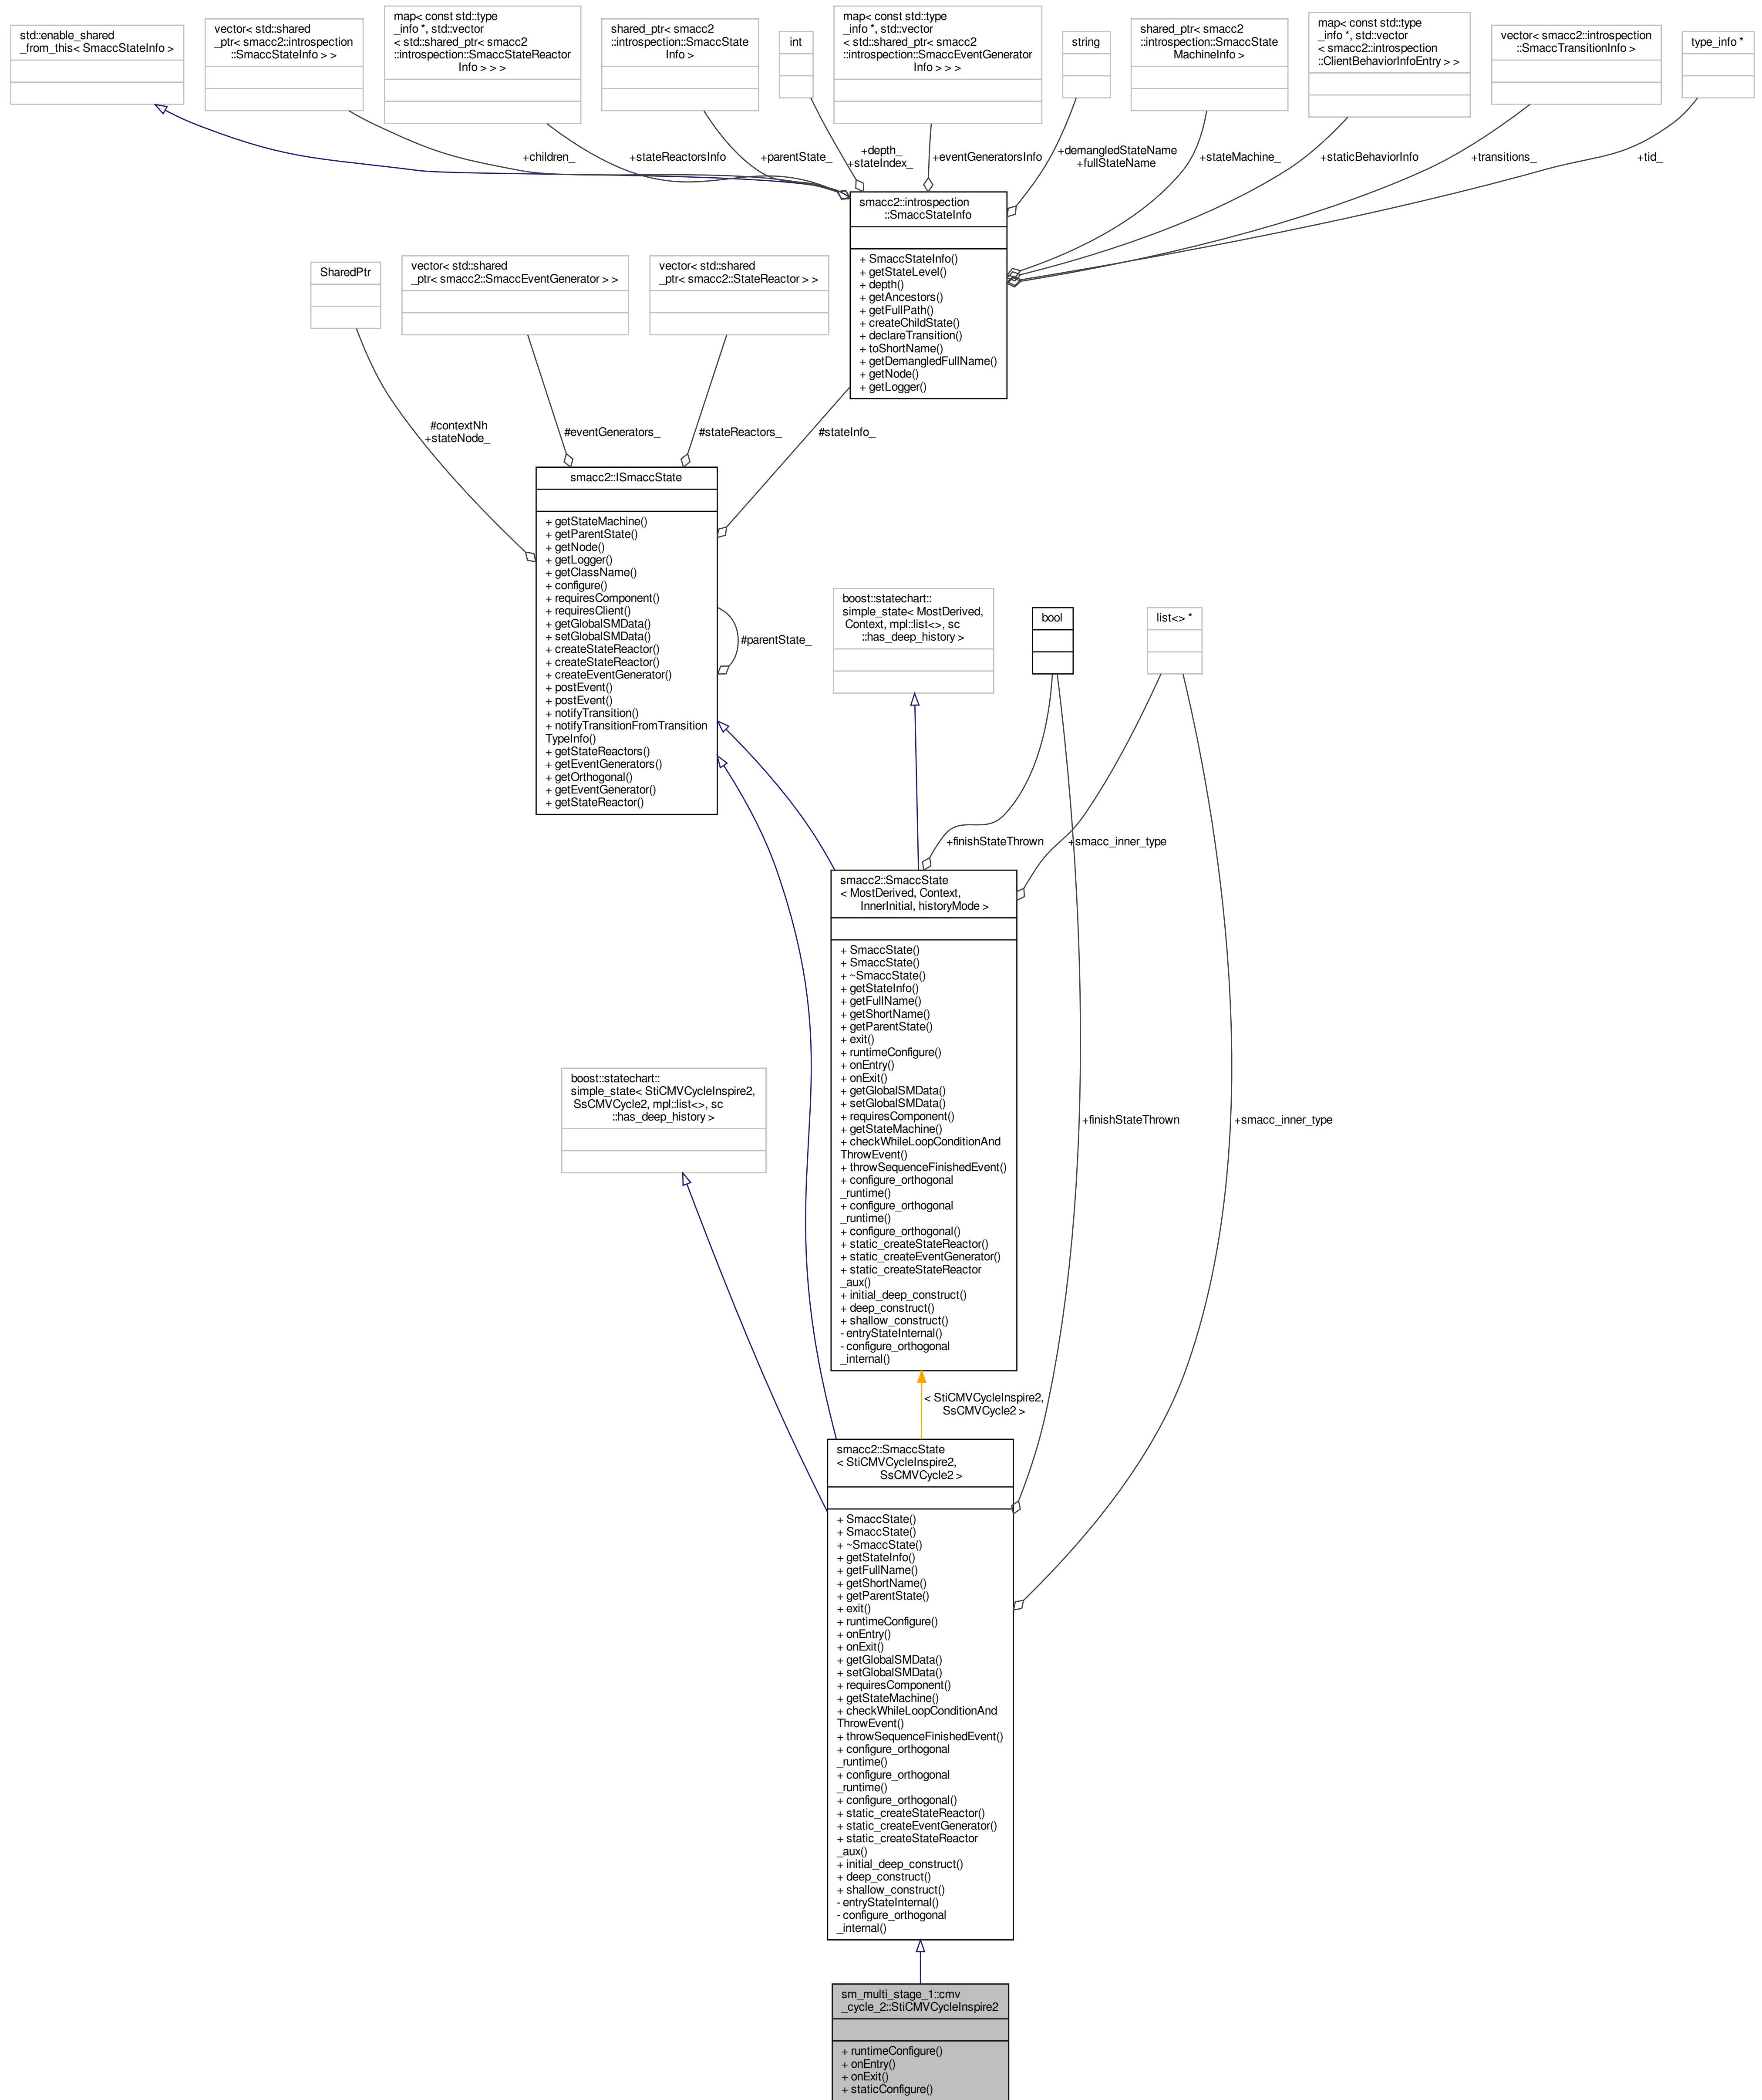 std::enable_shared
_from_this< SmaccStateInfo >
vector< std::shared
_ptr< smacc2::introspection
::SmaccStateInfo > >
map< const std::type
_info *, std::vector
< std::shared_ptr< smacc2
::introspection::SmaccStateReactor
Info > > >
shared_ptr< smacc2
::introspection::SmaccState
Info >
int
map< const std::type
_info *, std::vector
< std::shared_ptr< smacc2
::introspection::SmaccEventGenerator
Info > > >
string
shared_ptr< smacc2
::introspection::SmaccState
MachineInfo >
map< const std::type
_info *, std::vector
< smacc2::introspection
::ClientBehaviorInfoEntry > >
vector< smacc2::introspection
::SmaccTransitionInfo >
type_info *
+children_
+stateReactorsInfo
+parentState_
+depth_
+stateIndex_
+eventGeneratorsInfo
+demangledStateName
+fullStateName
+stateMachine_
+staticBehaviorInfo
+transitions_
+tid_
smacc2::introspection
::SmaccStateInfo
+ SmaccStateInfo()
+ getStateLevel()
+ depth()
+ getAncestors()
+ getFullPath()
+ createChildState()
+ declareTransition()
+ toShortName()
+ getDemangledFullName()
+ getNode()
+ getLogger()
SharedPtr
vector< std::shared
_ptr< smacc2::SmaccEventGenerator > >
vector< std::shared
_ptr< smacc2::StateReactor > >
#contextNh
+stateNode_
#eventGenerators_
#stateReactors_
#stateInfo_
smacc2::ISmaccState
+ getStateMachine()
+ getParentState()
+ getNode()
+ getLogger()
+ getClassName()
+ configure()
+ requiresComponent()
+ requiresClient()
+ getGlobalSMData()
+ setGlobalSMData()
+ createStateReactor()
+ createStateReactor()
+ createEventGenerator()
+ postEvent()
+ postEvent()
+ notifyTransition()
+ notifyTransitionFromTransition
TypeInfo()
+ getStateReactors()
+ getEventGenerators()
+ getOrthogonal()
+ getEventGenerator()
+ getStateReactor()
#parentState_
boost::statechart::
simple_state< MostDerived,
Context, mpl::list<>, sc
::has_deep_history >
bool
list<> *
+finishStateThrown
+smacc_inner_type
smacc2::SmaccState
< MostDerived, Context,
InnerInitial, historyMode >
+ SmaccState()
+ SmaccState()
+ ~SmaccState()
+ getStateInfo()
+ getFullName()
+ getShortName()
+ getParentState()
+ exit()
+ runtimeConfigure()
+ onEntry()
+ onExit()
+ getGlobalSMData()
+ setGlobalSMData()
+ requiresComponent()
+ getStateMachine()
+ checkWhileLoopConditionAnd
ThrowEvent()
+ throwSequenceFinishedEvent()
+ configure_orthogonal
_runtime()
+ configure_orthogonal
_runtime()
+ configure_orthogonal()
+ static_createStateReactor()
+ static_createEventGenerator()
+ static_createStateReactor
_aux()
+ initial_deep_construct()
+ deep_construct()
+ shallow_construct()
- entryStateInternal()
- configure_orthogonal
_internal()
boost::statechart::
simple_state< StiCMVCycleInspire2,
SsCMVCycle2, mpl::list<>, sc
::has_deep_history >
+finishStateThrown
+smacc_inner_type
< StiCMVCycleInspire2,
SsCMVCycle2 >
smacc2::SmaccState
< StiCMVCycleInspire2,
SsCMVCycle2 >
+ SmaccState()
+ SmaccState()
+ ~SmaccState()
+ getStateInfo()
+ getFullName()
+ getShortName()
+ getParentState()
+ exit()
+ runtimeConfigure()
+ onEntry()
+ onExit()
+ getGlobalSMData()
+ setGlobalSMData()
+ requiresComponent()
+ getStateMachine()
+ checkWhileLoopConditionAnd
ThrowEvent()
+ throwSequenceFinishedEvent()
+ configure_orthogonal
_runtime()
+ configure_orthogonal
_runtime()
+ configure_orthogonal()
+ static_createStateReactor()
+ static_createEventGenerator()
+ static_createStateReactor
_aux()
+ initial_deep_construct()
+ deep_construct()
+ shallow_construct()
- entryStateInternal()
- configure_orthogonal
_internal()
sm_multi_stage_1::cmv
_cycle_2::StiCMVCycleInspire2
+ runtimeConfigure()
+ onEntry()
+ onExit()
+ staticConfigure()